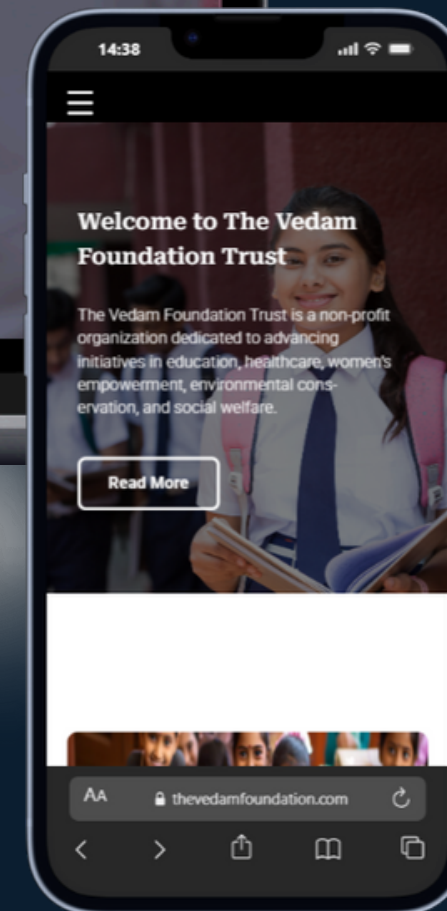 14:38
Welcome to The Vedam
Foundation Trust
The Vedam Foundation Trust is a non-profit
organization dedicated to advancing
initiatives in education, healthcare, women's
empowerment, environmental cons-
ervation, and social welfare.
Read More
AA
thevedamfoundation.com